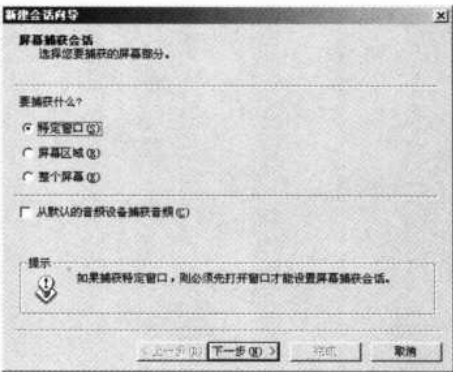 新建会话向导
屏幕捕获会话
选择您要捕获的屏幕部分。
要捕获什么?
特定窗口(S)
屏幕区域(R)
整个屏幕(E)
从默认的音频设备捕获音频(C)
提示
如果捕获特定窗口，则必须先打开窗口才能设置屏幕捕获会话。
< 上一步(B) 下一步(N) > 完成 取消